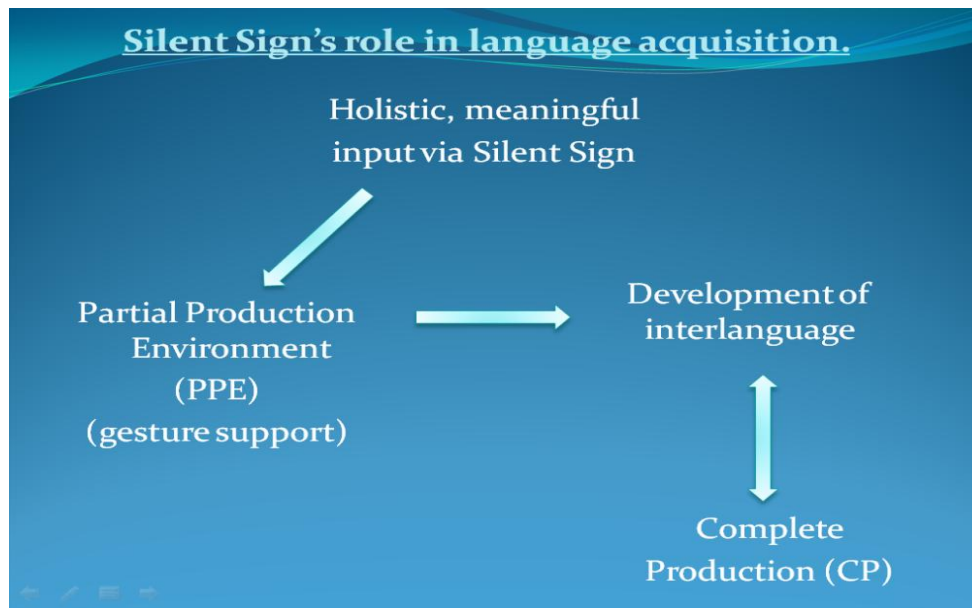 Silent Sign's role in language acquisition.
Holistic, meaningful
input via Silent Sign
Partial Production
Environment
(PPE)
(gesture support)
Development of
interlanguage
Complete
Production (CP)